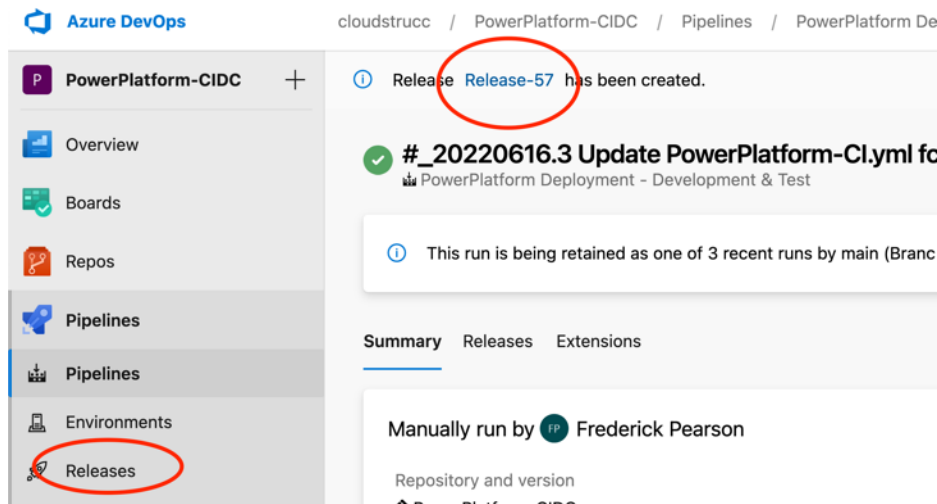 Azure DevOps
cloudstrucc / PowerPlatform-CIDC / Pipelines / PowerPlatform De
P PowerPlatform-CIDC +
Release Release-57 has been created.
Overview
#_20220616.3 Update PowerPlatform-CI.yml fo
PowerPlatform Deployment - Development & Test
Boards
Repos
This run is being retained as one of 3 recent runs by main (Branc
Pipelines
Summary Releases Extensions
Pipelines
Environments
Manually run by FP Frederick Pearson
Releases
Repository and version